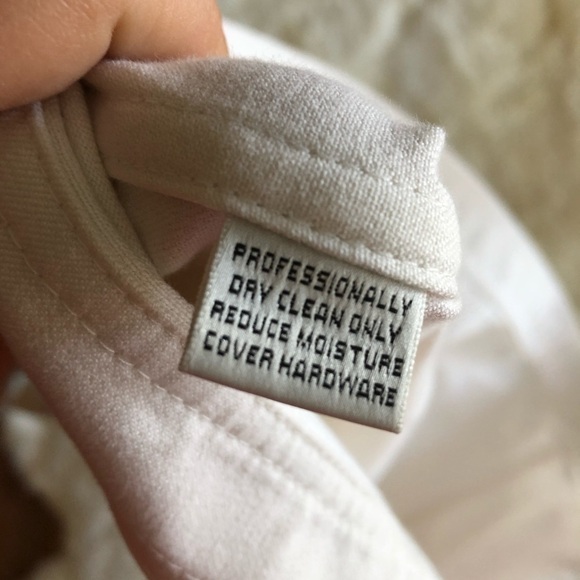 PROFESSIONALLY
DRY CLEAN ONLY
REDUCE MOISTURE
COVER HARDWARE